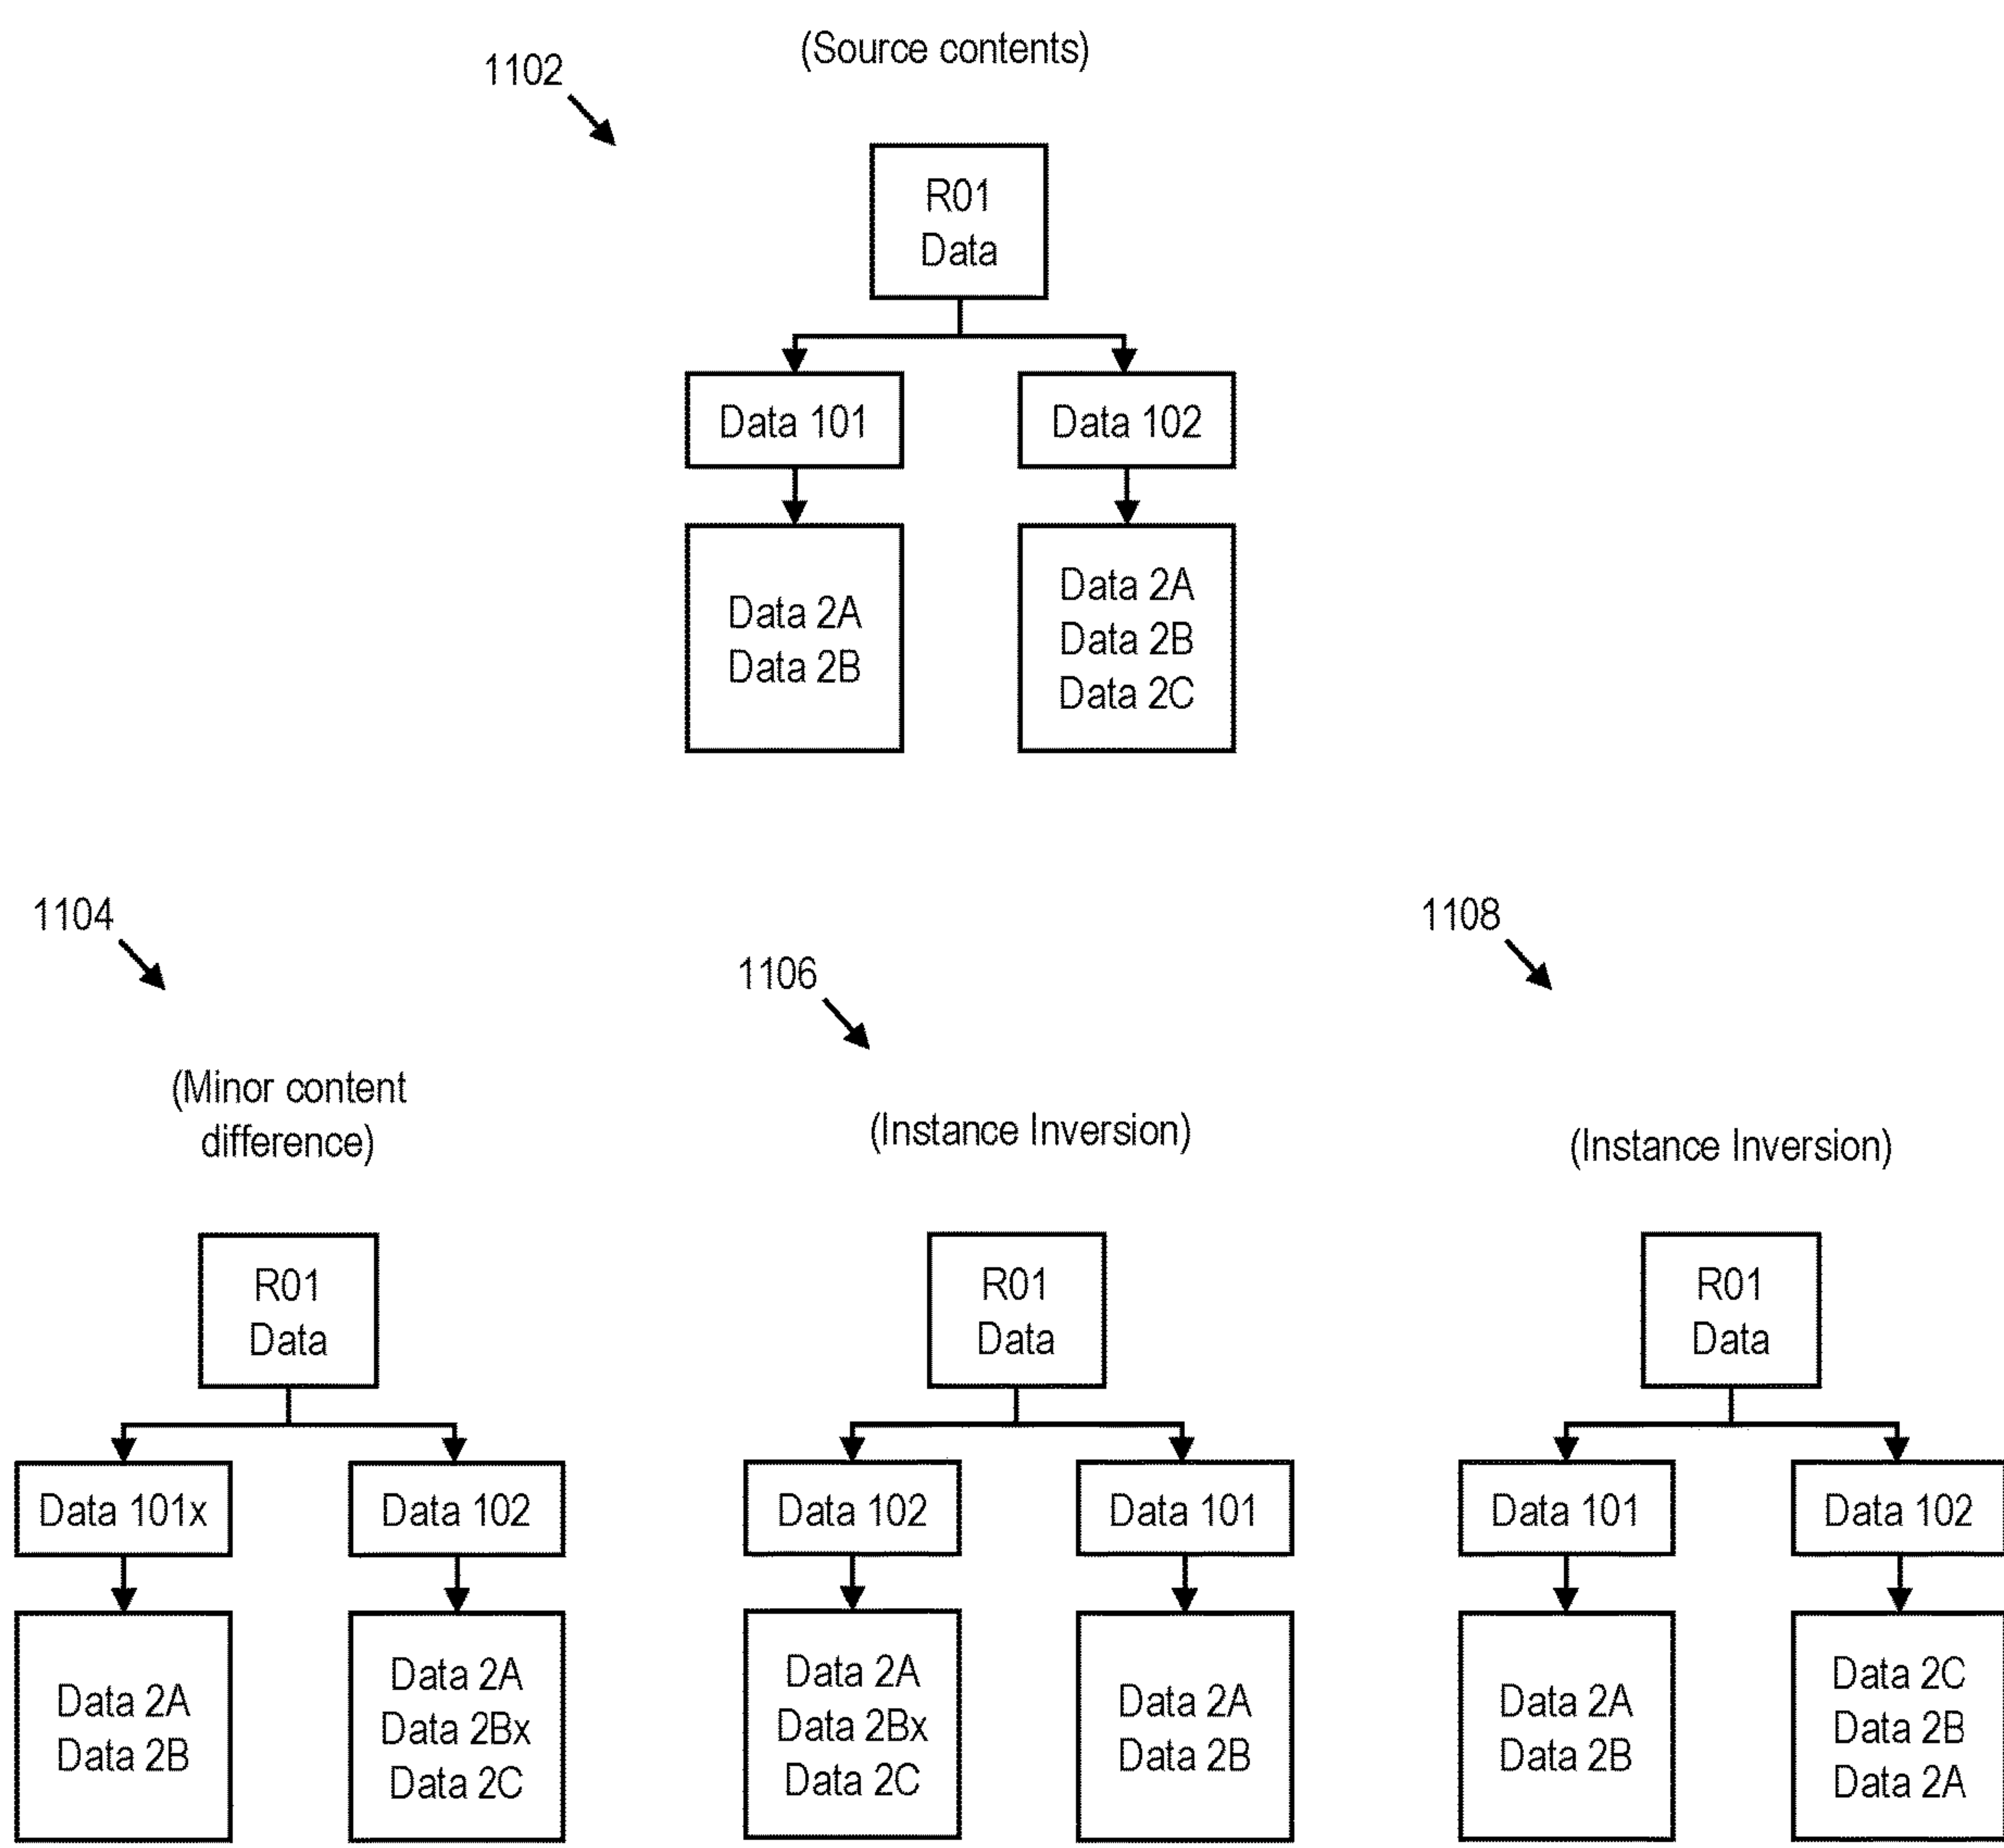 (Source contents)
1102
R01
Data
Data 101
Data 102
Data 2A
Data 2B
Data 2A
Data 2B
Data 2C
1104
1106
1108
(Minor content
difference)
(Instance Inversion)
(Instance Inversion)
R01
Data
Data 101x
Data 102
Data 2A
Data 2B
Data 2A
Data 2Bx
Data 2C
R01
Data
Data 102
Data 101
Data 2A
Data 2Bx
Data 2C
Data 2A
Data 2B
R01
Data
Data 101
Data 102
Data 2A
Data 2B
Data 2C
Data 2B
Data 2A